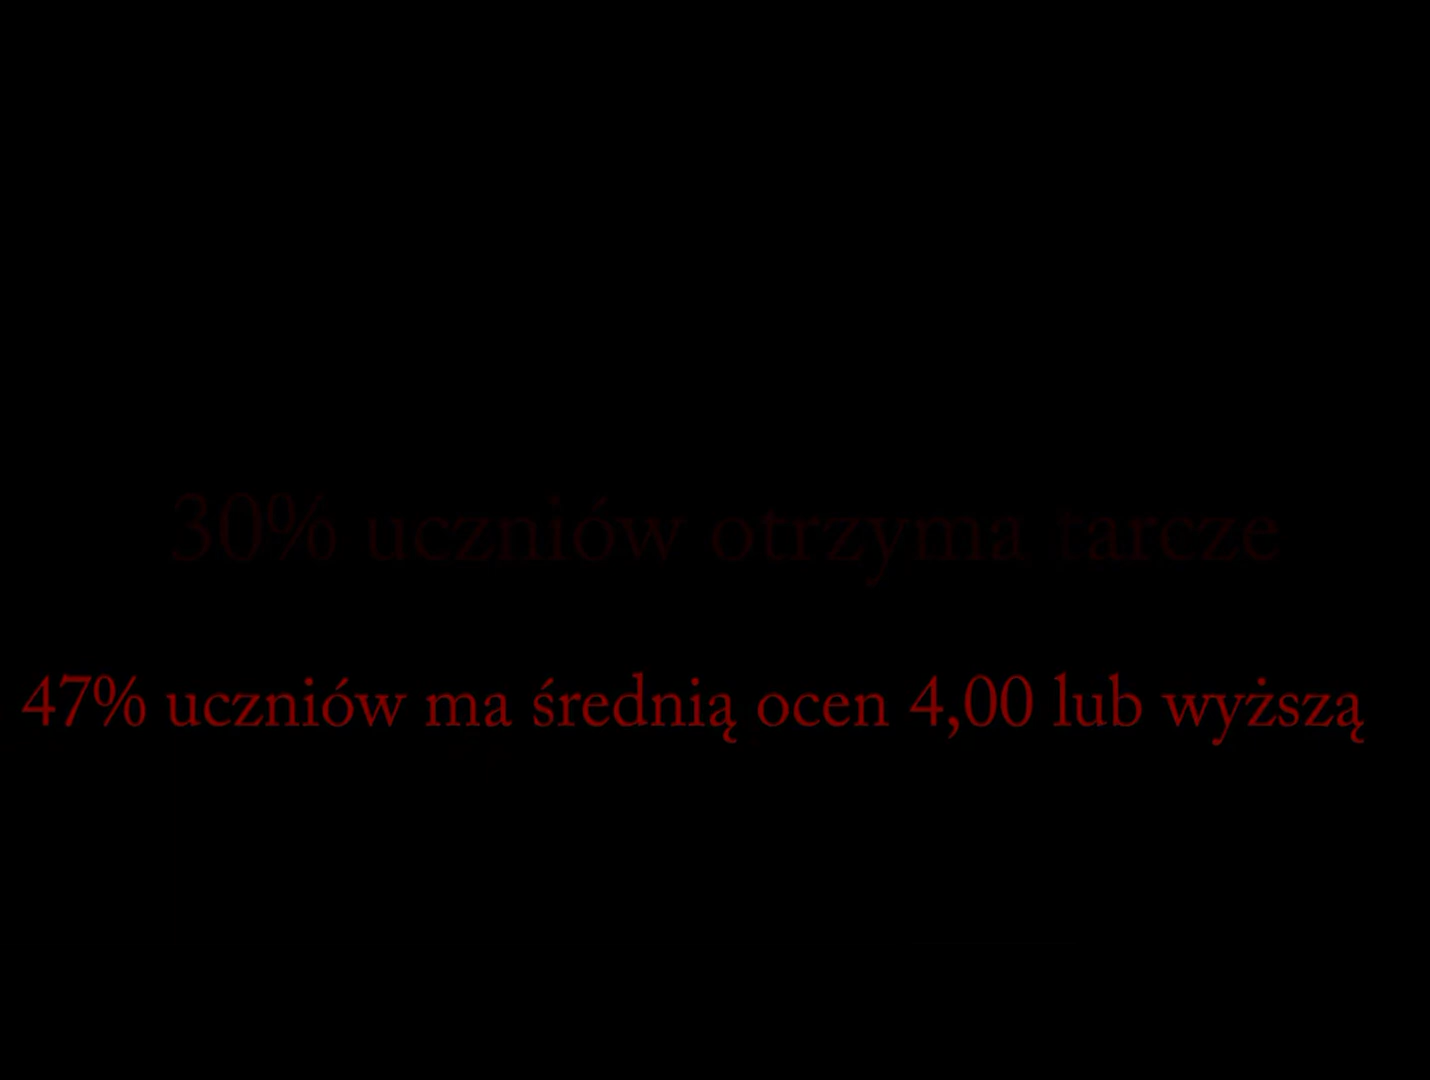 30% uczniów otrzyma tarcze
47% uczniów ma średnią ocen 4,00 lub wyższą